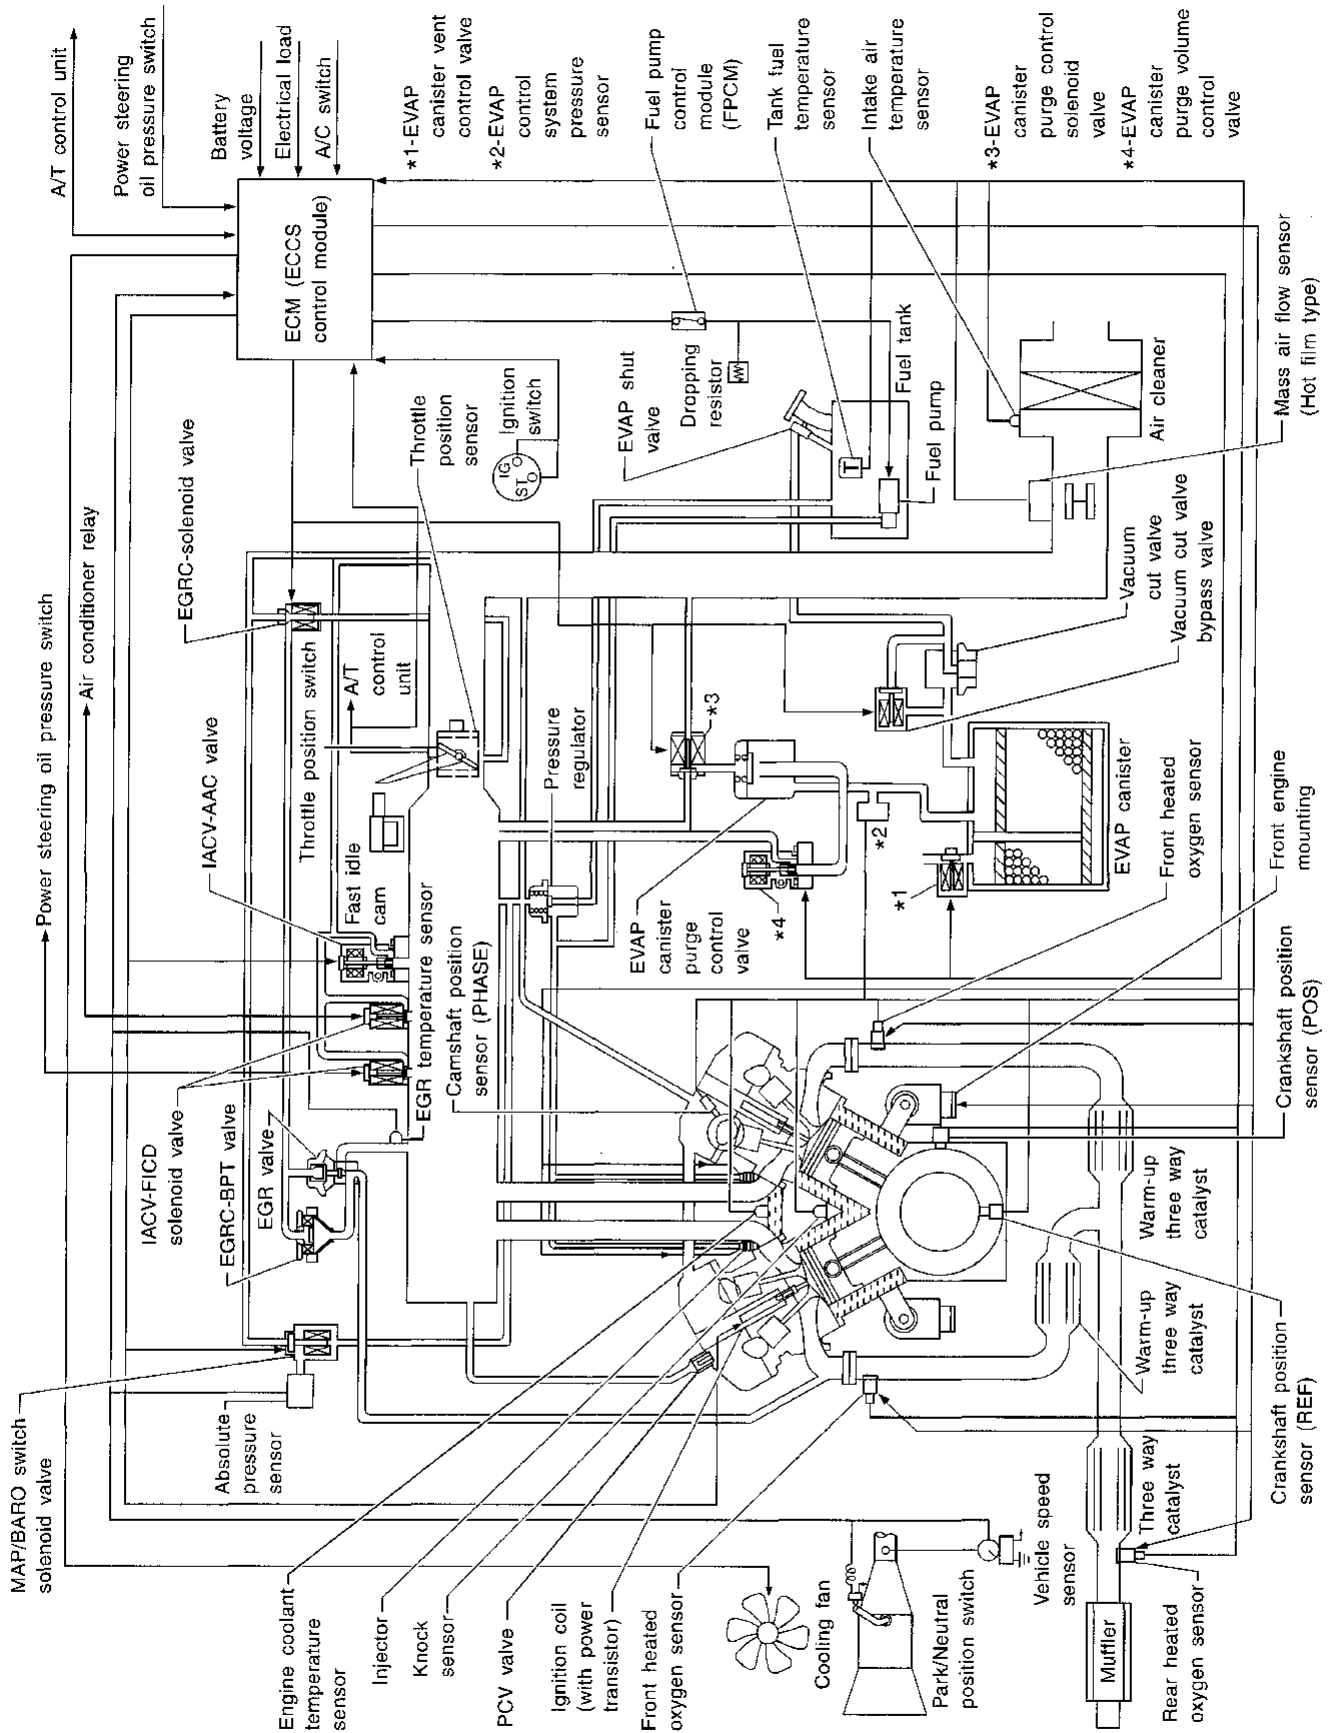 A/T control unit
Power steering
oil pressure switch
Battery
voltage
Electrical load
A/C switch
ECM (ECCS
control module)
*1-EVAP
canister vent
control valve
*2-EVAP
control
system
pressure
sensor
Fuel pump
control
module
(FPCM)
Tank fuel
temperature
sensor
Intake air
temperature
sensor
*3-EVAP
canister
purge control
solenoid
valve
*4-EVAP
canister
purge volume
control
valve
Power steering oil pressure switch
Air conditioner relay
EGRC-solenoid valve
Throttle position switch
IACV-AAC valve
Fast idle
cam
A/T
control
unit
Throttle
position
sensor
Ignition
switch
IG
ST
EVAP shut
valve
Dropping
resistor
Fuel tank
T
Fuel pump
Air cleaner
Mass air flow sensor
(Hot film type)
Vacuum
cut valve
Vacuum cut valve
bypass valve
Pressure
regulator
*3
*2
*4
*1
EVAP
canister
purge
control
valve
EVAP canister
Front heated
oxygen sensor
Front engine
mounting
Crankshaft position
sensor (POS)
EGR temperature sensor
Camshaft position
sensor (PHASE)
IACV-FICD
solenoid valve
EGRC-BPT valve
EGR valve
MAP/BARO switch
solenoid valve
Absolute
pressure
sensor
Engine coolant
temperature
sensor
Injector
Knock
sensor
PCV valve
Ignition coil
(with power
transistor)
Front heated
oxygen sensor
Cooling fan
Park/Neutral
position switch
Vehicle speed
sensor
Warm-up
three way
catalyst
Warm-up
three way
catalyst
Crankshaft position
sensor (REF)
Three way
catalyst
Muffler
Rear heated
oxygen sensor